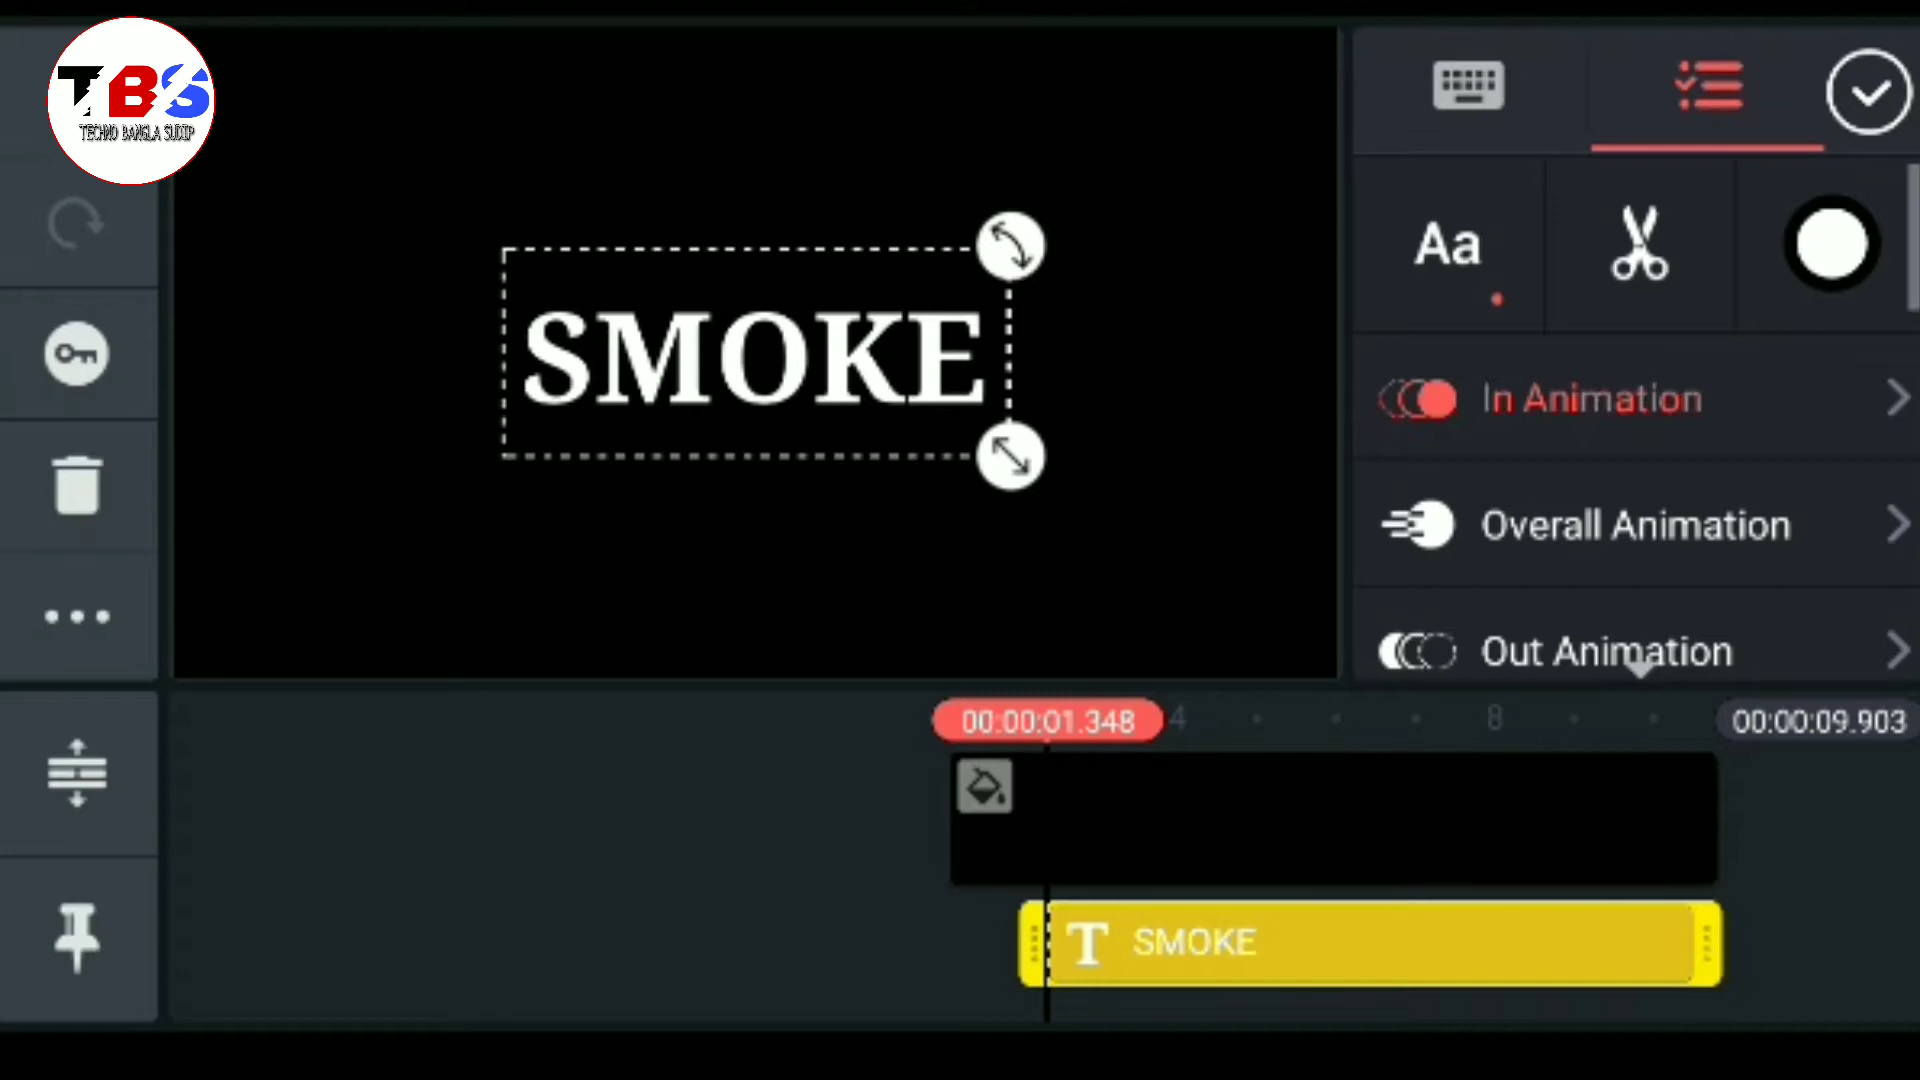 TBS
TECHNO BANGLA SUDIP
SMOKE
Aa
In Animation
Overall Animation
Out Animation
00:00:01.348
4
8
00:00:09.903
T SMOKE